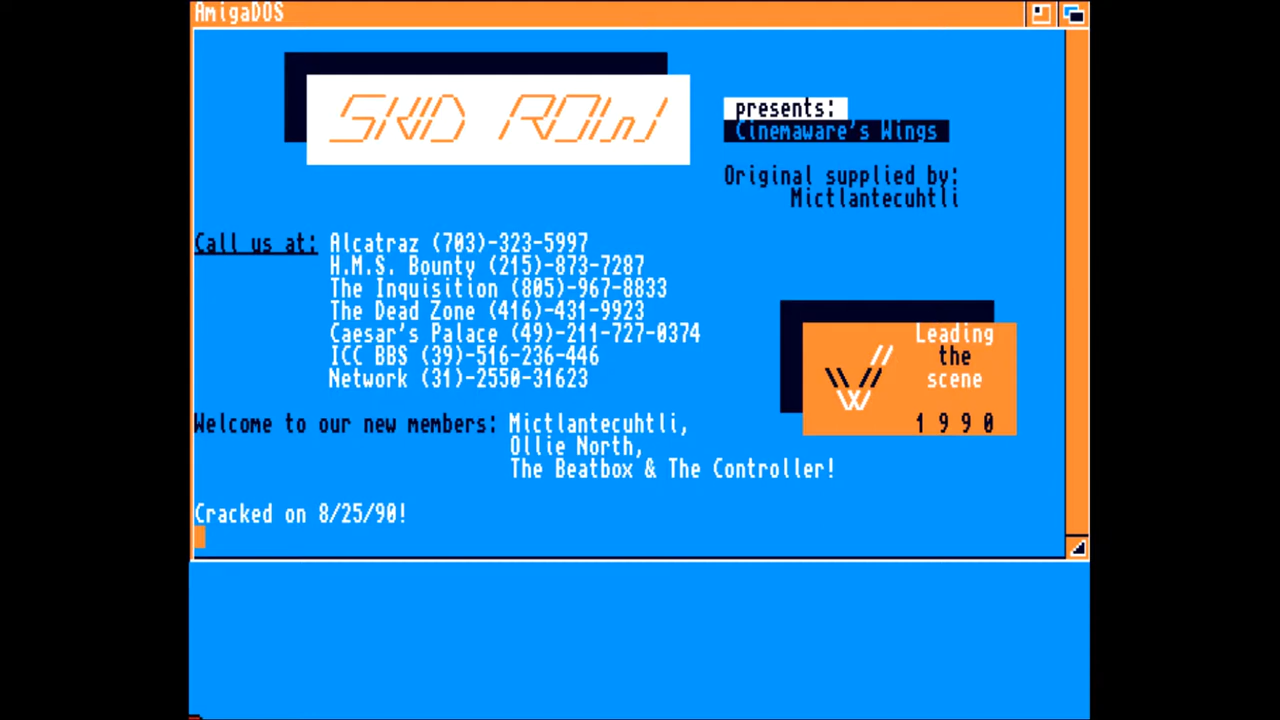 AmigaDOS
SKID ROW
presents:
Cinemaware's Wings
Original supplied by:
Mictlantecuhtli
Call us at: Alcatraz (703)-323-5997
H.M.S. Bounty (215)-873-7287
The Inquisition (805)-967-8833
The Dead Zone (416)-431-9923
Caesar's Palace (49)-211-727-0374
ICC BBS (39)-516-236-446
Network (31)-2550-31623
Leading
the
scene
1990
Welcome to our new members: Mictlantecuhtli,
Ollie North,
The Beatbox & The Controller!
Cracked on 8/25/90!